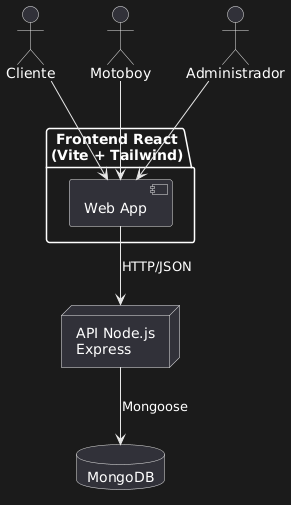 Cliente
Motoboy
Administrador
Frontend React
(Vite + Tailwind)
Web App
HTTP/JSON
API Node.js
Express
Mongoose
MongoDB